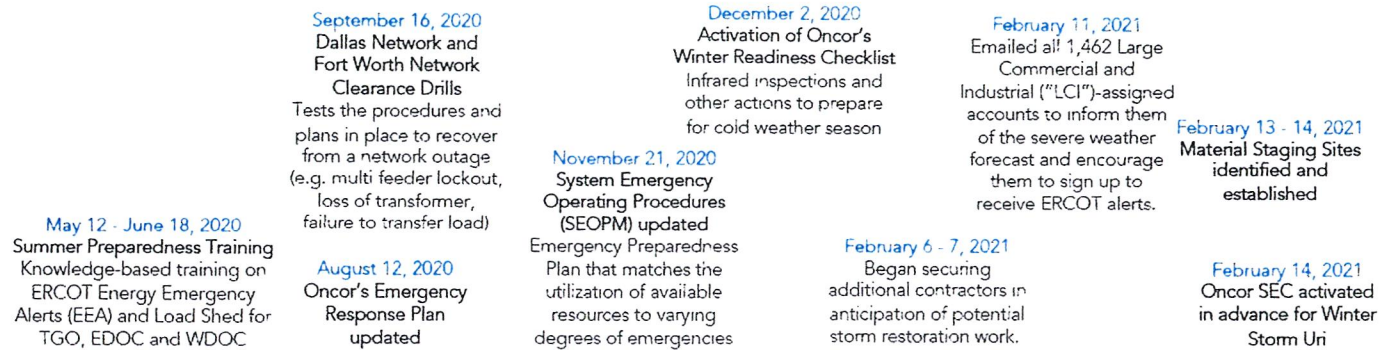 May 12 - June 18, 2020
Summer Preparedness Training
Knowledge-based training on
ERCOT Energy Emergency
Alerts (EEA) and Load Shed for
TGO, EDOC and WDOC
September 16, 2020
Dallas Network and
Fort Worth Network
Clearance Drills
Tests the procedures and
plans in place to recover
from a network outage
(e.g. multi feeder lockout,
loss of transformer,
failure to transfer load)
August 12, 2020
Oncor's Emergency
Response Plan
updated
November 21, 2020
System Emergency
Operating Procedures
(SEOPM) updated
Emergency Preparedness
Plan that matches the
utilization of available
resources to varying
degrees of emergencies
December 2, 2020
Activation of Oncor's
Winter Readiness Checklist
Infrared inspections and
other actions to prepare
for cold weather season
February 6 - 7, 2021
Began securing
additional contractors in
anticipation of potential
storm restoration work.
February 11, 2021
Emailed all 1,462 Large
Commercial and
Industrial ("LCI")-assigned
accounts to inform them
of the severe weather
forecast and encourage
them to sign up to
receive ERCOT alerts.
February 13 - 14, 2021
Material Staging Sites
identified and
established
February 14, 2021
Oncor SEC activated
in advance for Winter
Storm Uri